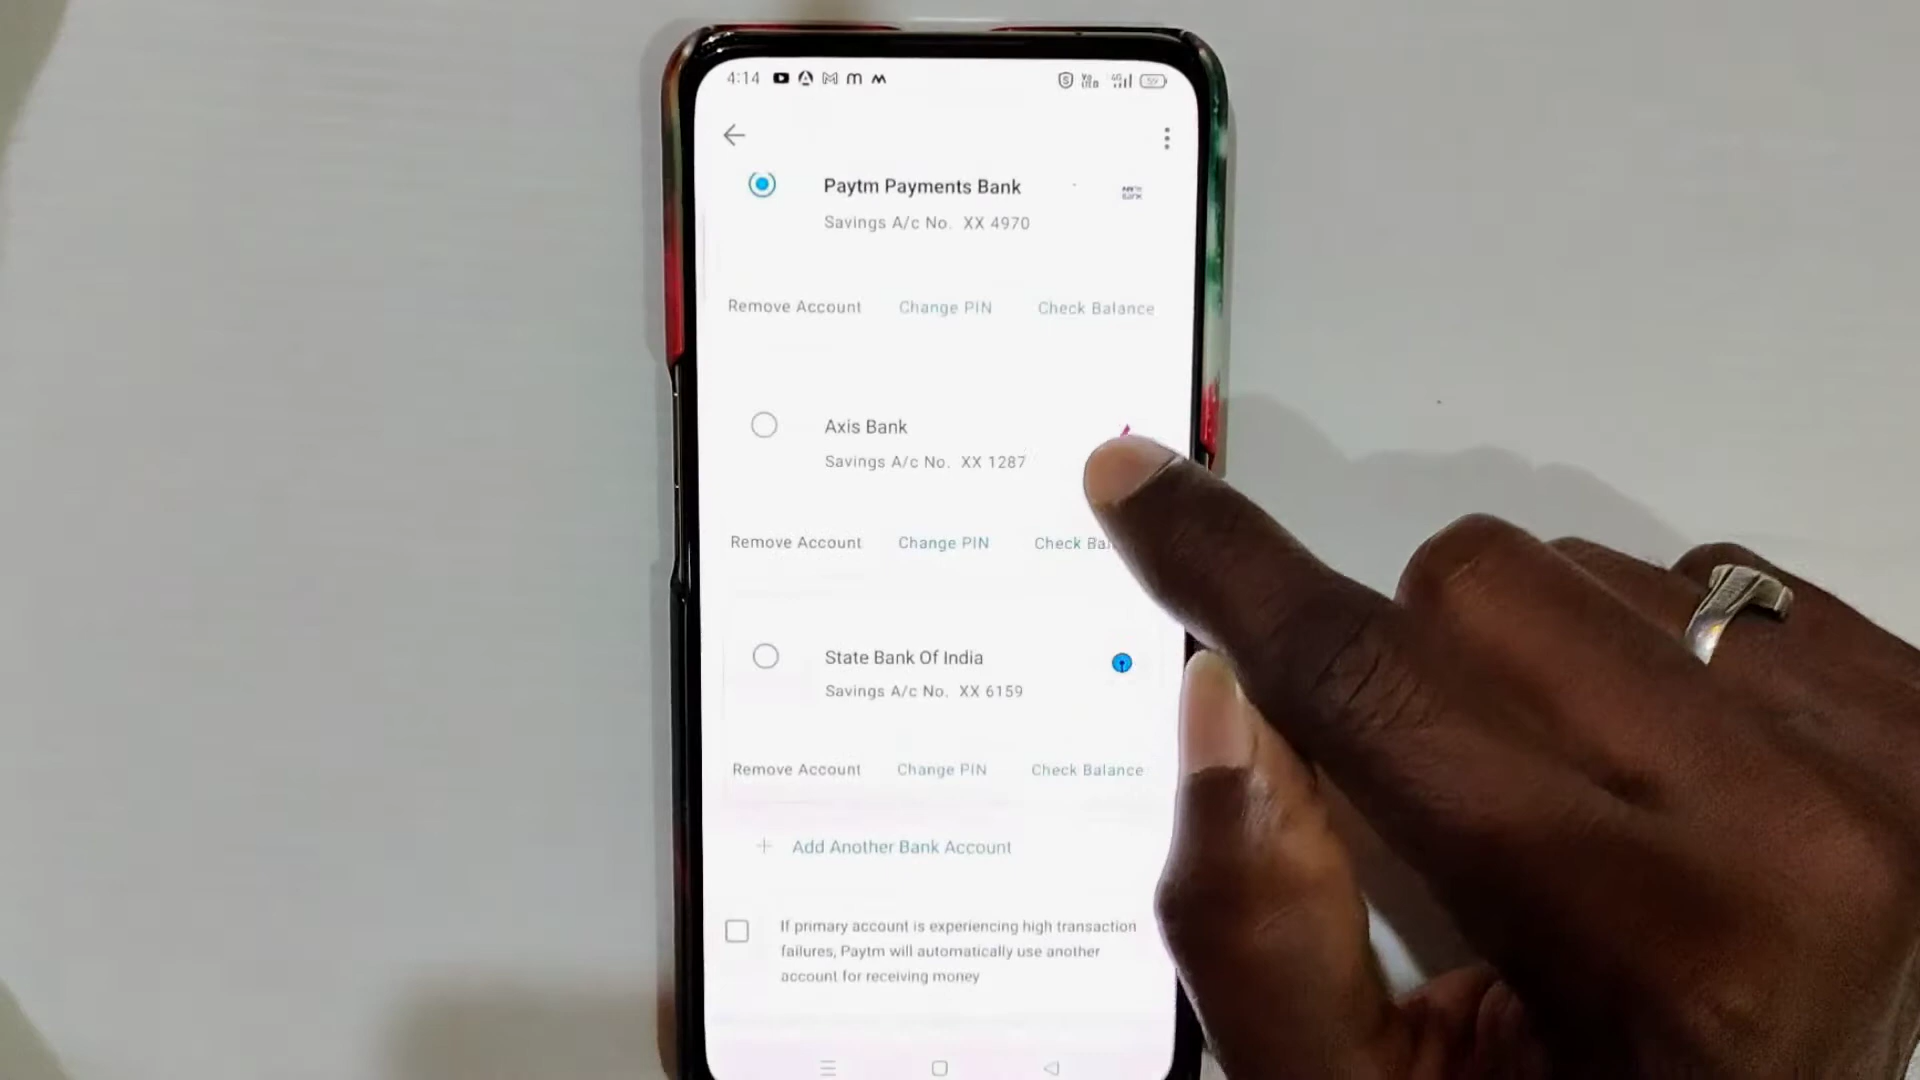 4:14
Paytm Payments Bank
Savings A/c No. XX 4970
Remove Account Change PIN Check Balance
Axis Bank
Savings A/c No. XX 1287
Remove Account Change PIN Check
State Bank Of India
Savings A/c No. XX 6159
Remove Account Change PIN Check Balance
+ Add Another Bank Account
If primary account is experiencing high transaction
failures, Paytm will automatically use another
account for receiving money